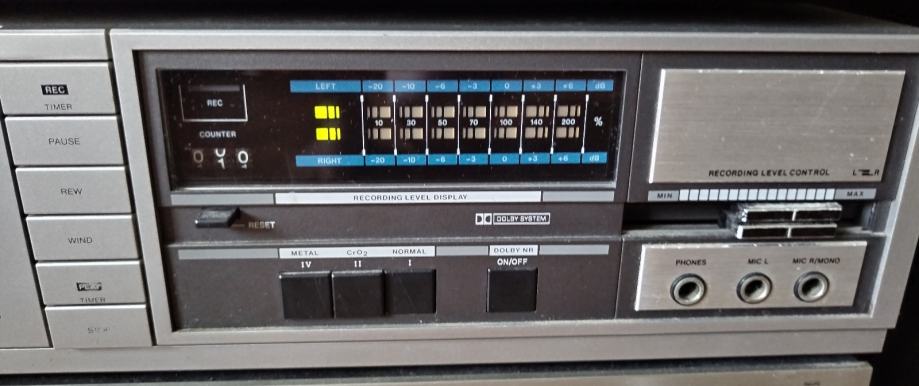 REC
TIMER
PAUSE
REW
WIND
TIMER
REC
COUNTER
LEFT -20 -10 -6 -3 0 +3 +6 dB
10 30 50 70 100 140 200 %
RIGHT -20 -10 -6 -3 0 +3 +6 dB
RECORDING LEVEL DISPLAY
RESET
DOLBY SYSTEM
METAL CrO2 NORMAL DOLBY NR
IV II I ON/OFF
RECORDING LEVEL CONTROL L R
MIN MAX
PHONES MIC L MIC R/MONO